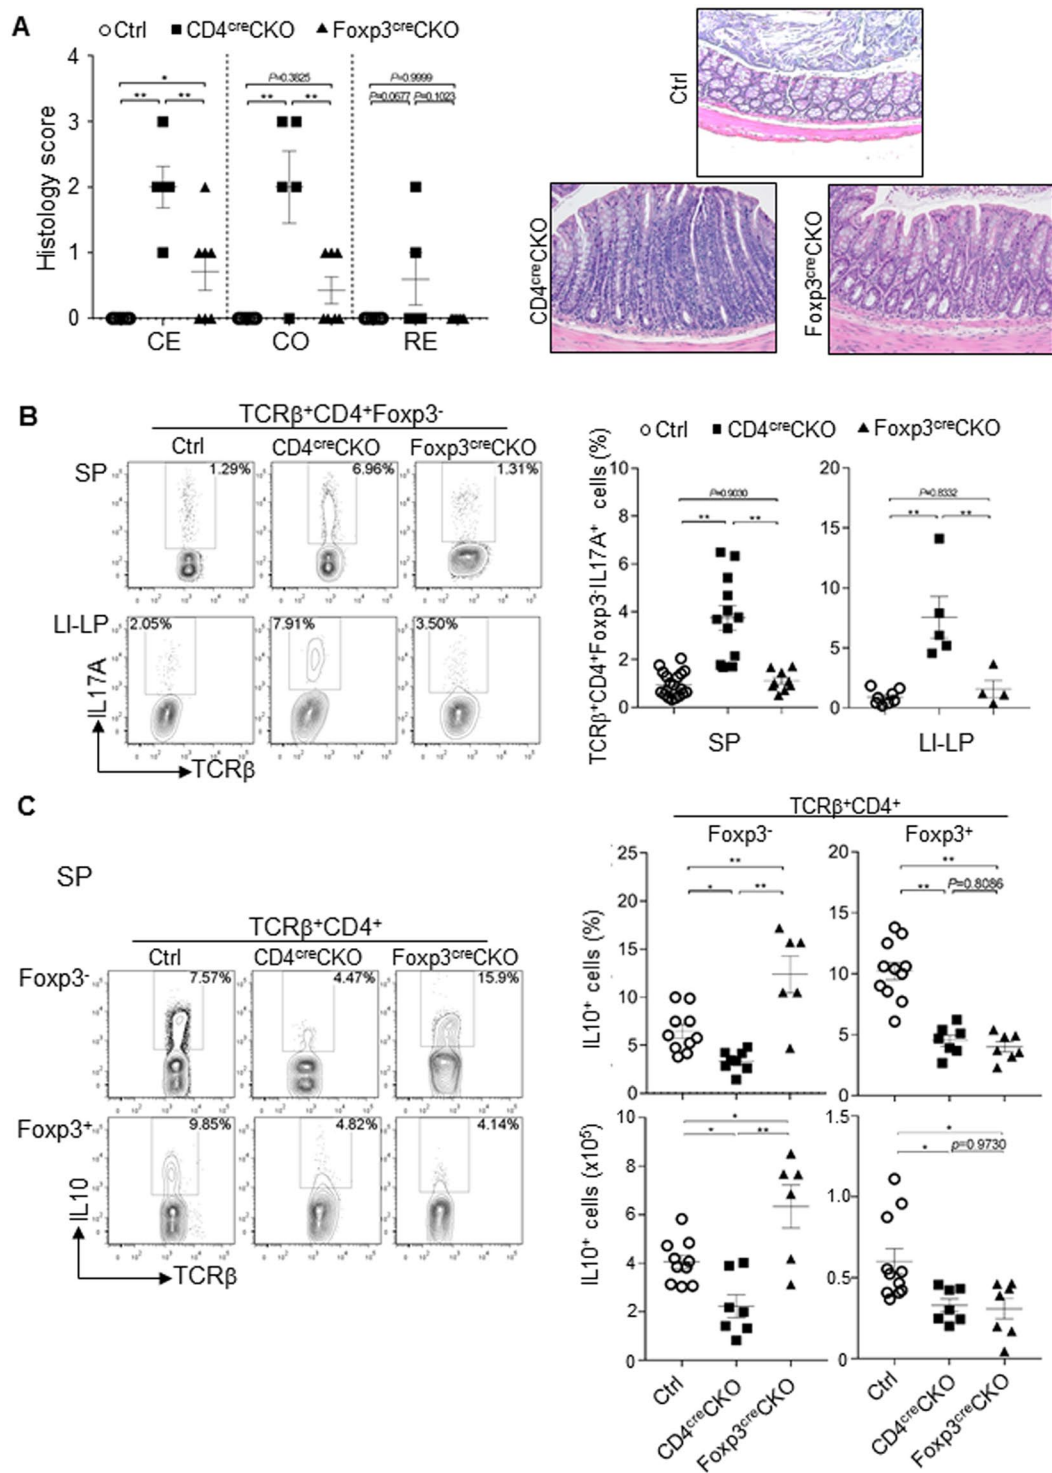 A
○ Ctrl ■ CD4creCKO ▲ Foxp3creCKO
Histology score
4
3
2
1
0
* ** **
P=0.3825 ** **
P=0.9999 P=0.0677 P=0.1023
CE CO RE
Ctrl
CD4creCKO
Foxp3creCKO
B
TCRβ+CD4+Foxp3-
Ctrl CD4creCKO Foxp3creCKO
SP
1.29% 6.96% 1.31%
LI-LP
2.05% 7.91% 3.50%
IL17A
TCRβ
○ Ctrl ■ CD4creCKO ▲ Foxp3creCKO
TCRβ+CD4+Foxp3-IL17A+ cells (%)
10
8
6
4
2
0
P=0.9030
** **
SP
20
15
10
5
0
P=0.8332
** **
LI-LP
C
SP
TCRβ+CD4+
Ctrl CD4creCKO Foxp3creCKO
Foxp3-
7.57% 4.47% 15.9%
Foxp3+
9.85% 4.82% 4.14%
IL10
TCRβ
TCRβ+CD4+
Foxp3- Foxp3+
IL10+ cells (%)
25
20
15
10
5
0
**
* **
20
15
10
5
0
**
** P=0.8086
IL10+ cells (x105)
10
8
6
4
2
0
*
* **
1.5
1.0
0.5
0
*
* p=0.9730
Ctrl CD4creCKO Foxp3creCKO
Ctrl CD4creCKO Foxp3creCKO